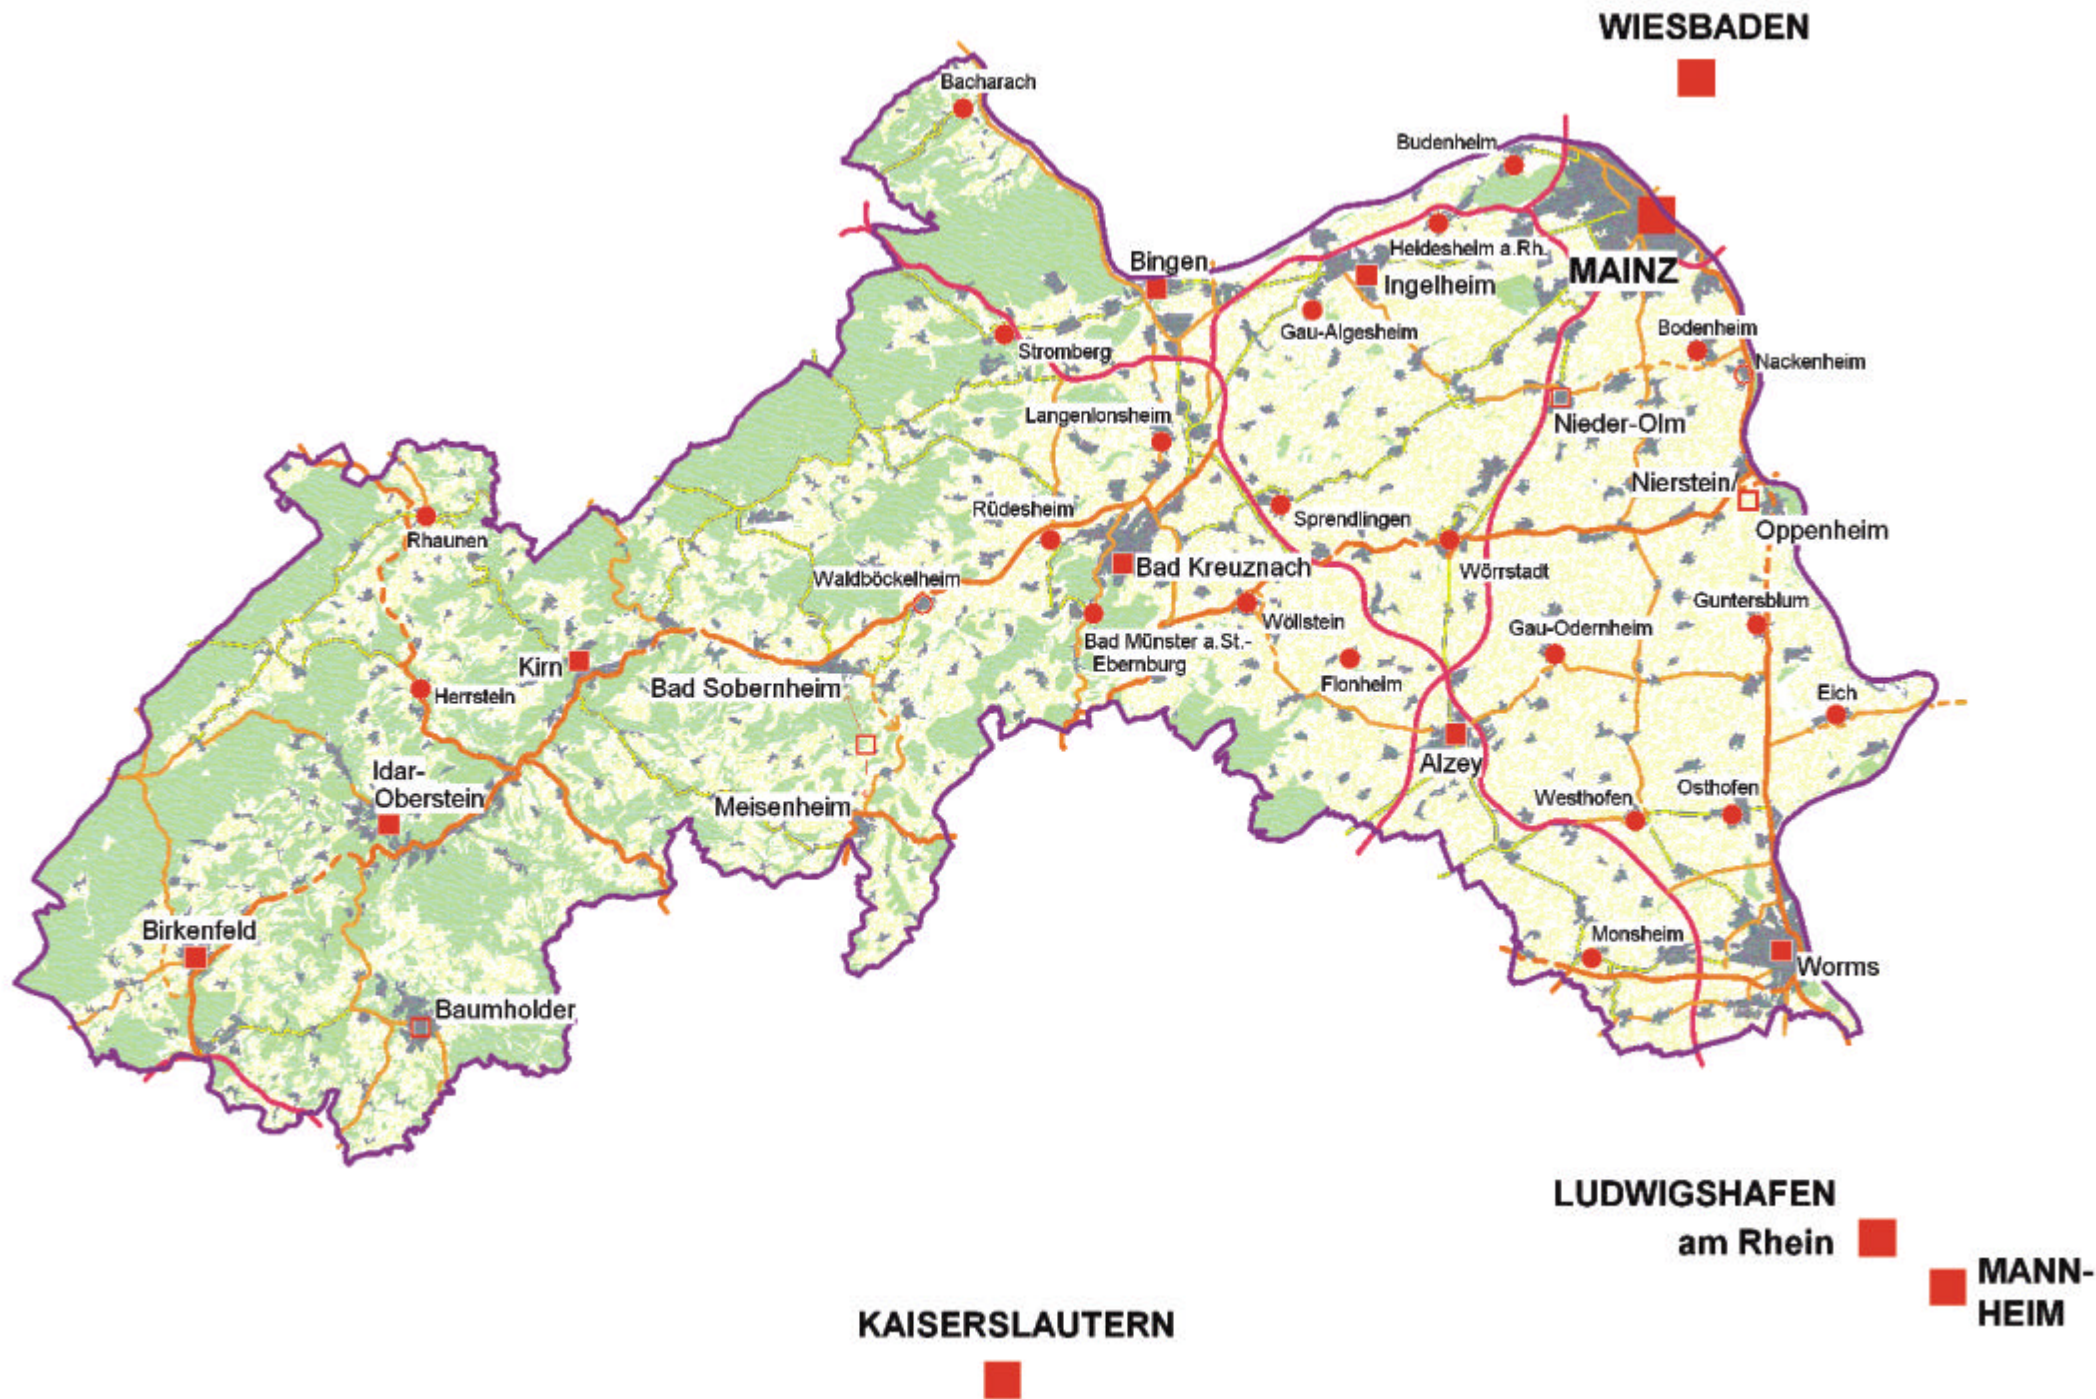 WIESBADEN
Bacharach
Budenheim
Heidesheim a.Rh.
MAINZ
Bingen
Ingelheim
Gau-Algesheim
Bodenheim
Stromberg
Nackenheim
Langenlonsheim
Nieder-Olm
Nierstein/
Oppenheim
Rüdesheim
Sprendlingen
Rhaunen
Bad Kreuznach
Wörrstadt
Waldböckelheim
Guntersblum
Wöllstein
Gau-Odernheim
Bad Münster a.St.-
Ebernburg
Kirn
Bad Sobernheim
Flonheim
Herrstein
Eich
Alzey
Idar-
Oberstein
Meisenheim
Westhofen
Osthofen
Birkenfeld
Monsheim
Worms
Baumholder
LUDWIGSHAFEN
am Rhein
MANN-
HEIM
KAISERSLAUTERN